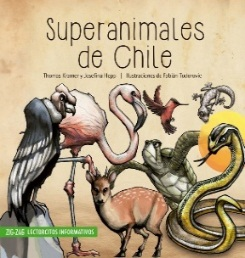 Superanimales
de Chile
Thomas Kramer y Josefina Hepp | Ilustraciones de Fabián Todorovic
ZIG-ZAG LECTORCITOS INFORMATIVOS